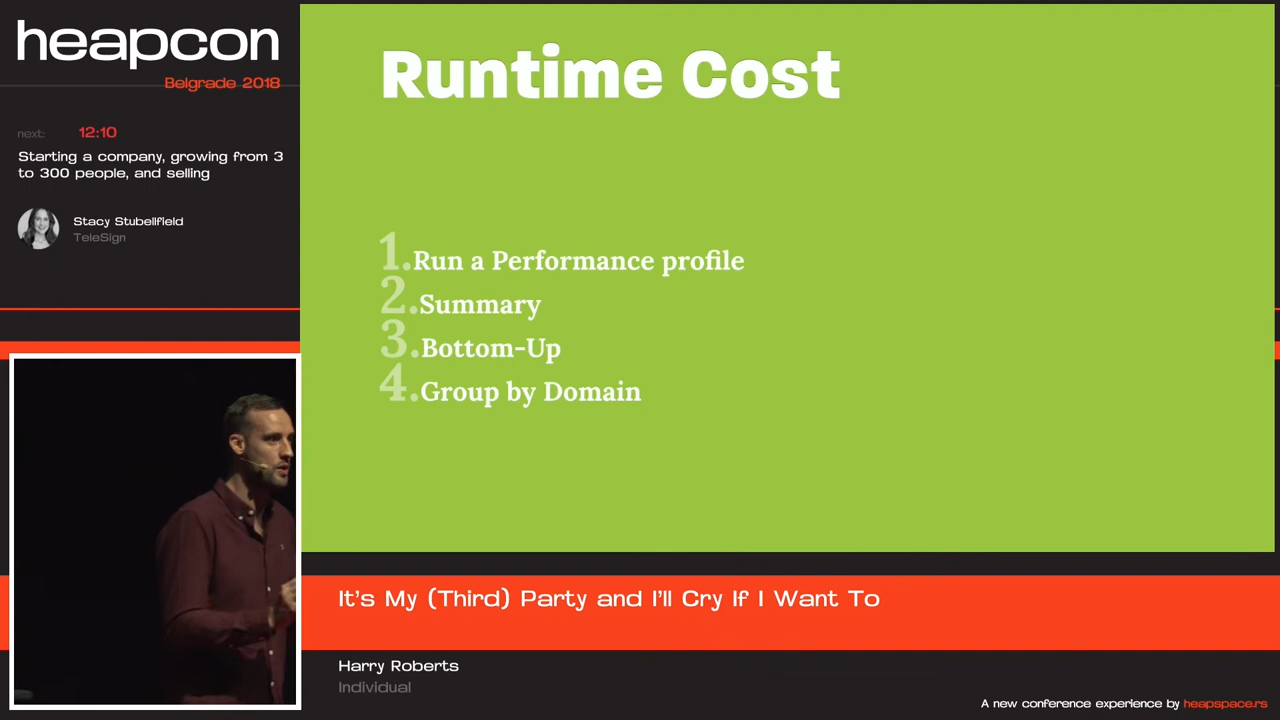 heapcon
Belgrade 2018
next: 12:10
Starting a company, growing from 3
to 300 people, and selling
Stacy Stubellfield
TeleSign
Runtime Cost
1. Run a Performance profile
2. Summary
3. Bottom-Up
4. Group by Domain
It's My (Third) Party and I'll Cry If I Want To
Harry Roberts
Individual
A new conference experience by heapspace.rs